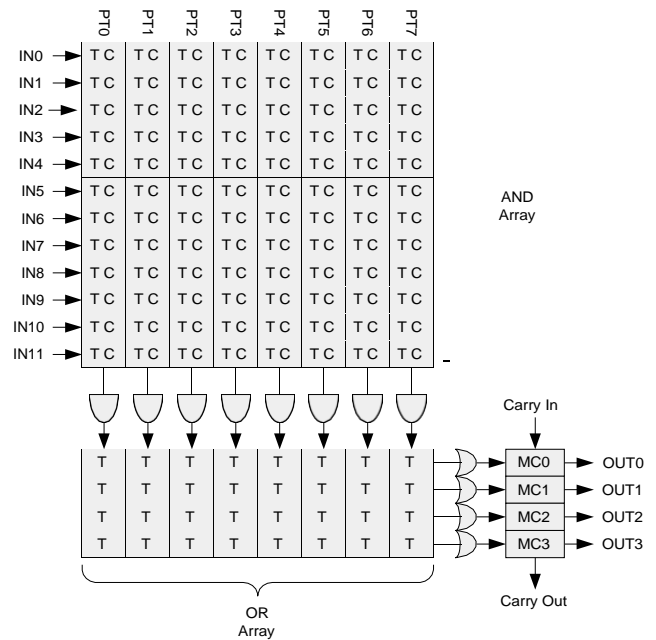 PT0 PT1 PT2 PT3 PT4 PT5 PT6 PT7
IN0 T C T C T C T C T C T C T C T C
IN1 T C T C T C T C T C T C T C T C
IN2 T C T C T C T C T C T C T C T C
IN3 T C T C T C T C T C T C T C T C
IN4 T C T C T C T C T C T C T C T C
IN5 T C T C T C T C T C T C T C T C
AND
Array
IN6 T C T C T C T C T C T C T C T C
IN7 T C T C T C T C T C T C T C T C
IN8 T C T C T C T C T C T C T C T C
IN9 T C T C T C T C T C T C T C T C
IN10 T C T C T C T C T C T C T C T C
IN11 T C T C T C T C T C T C T C T C
Carry In
T T T T T T T T MC0 OUT0
T T T T T T T T MC1 OUT1
T T T T T T T T MC2 OUT2
T T T T T T T T MC3 OUT3
Carry Out
OR
Array